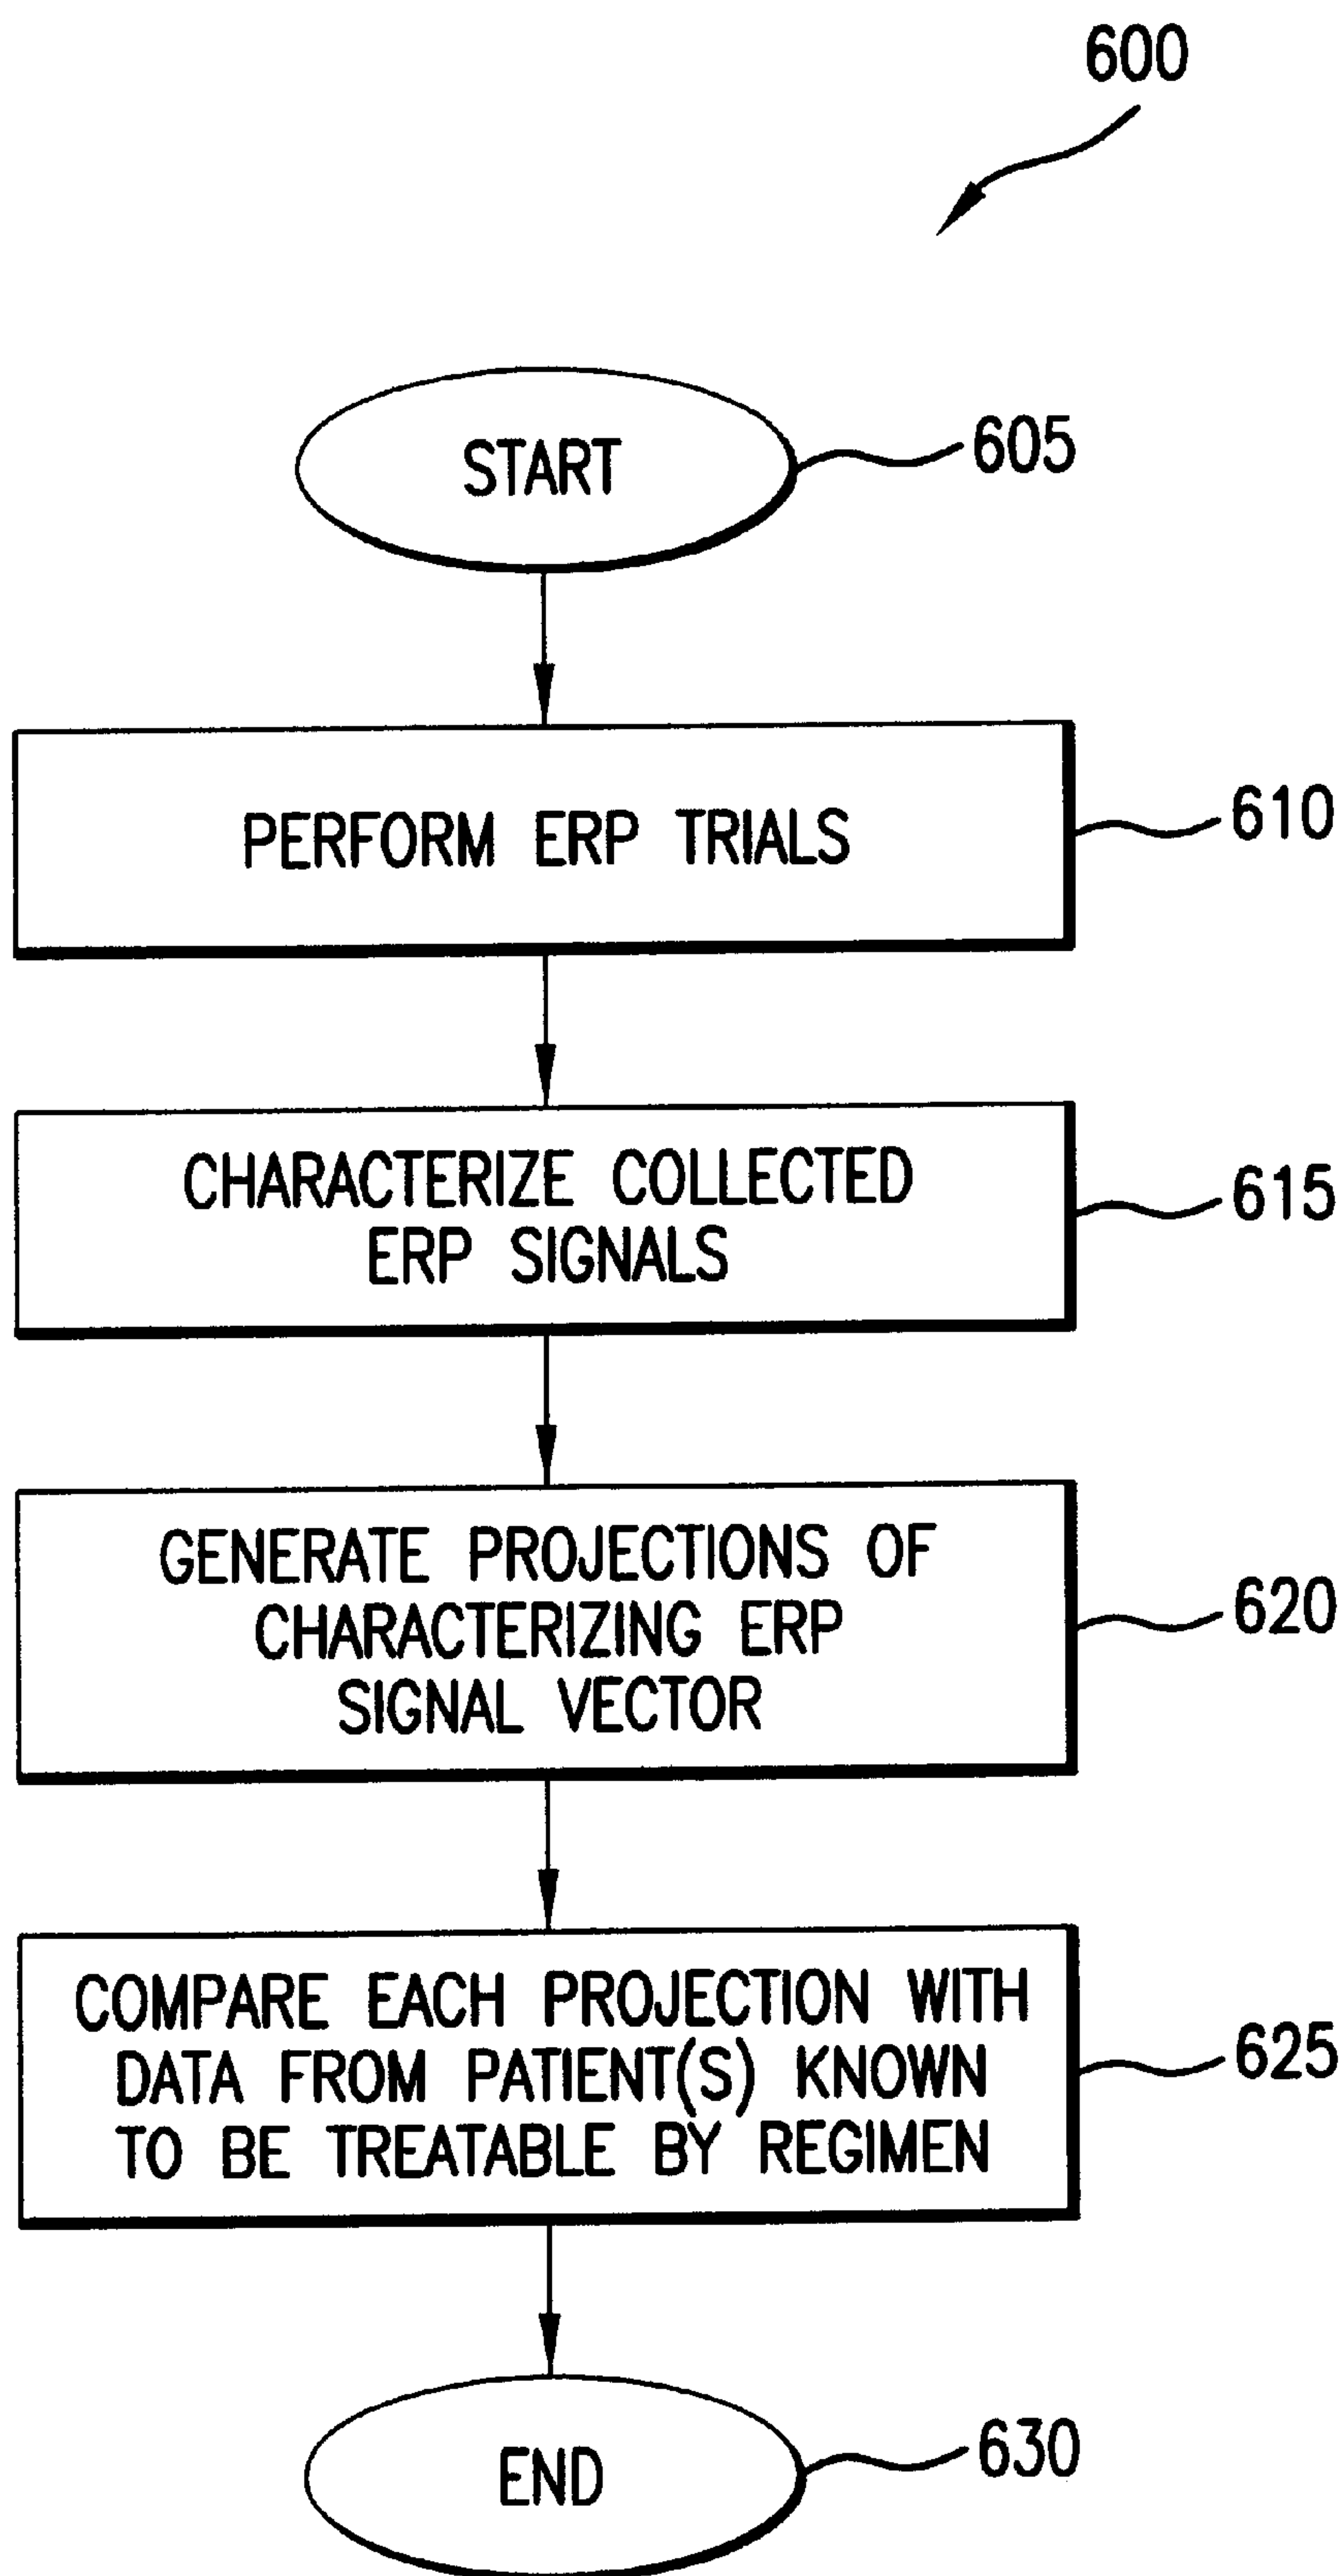 600
START
605
PERFORM ERP TRIALS
610
CHARACTERIZE COLLECTED
ERP SIGNALS
615
GENERATE PROJECTIONS OF
CHARACTERIZING ERP
SIGNAL VECTOR
620
COMPARE EACH PROJECTION WITH
DATA FROM PATIENT(S) KNOWN
TO BE TREATABLE BY REGIMEN
625
END
630